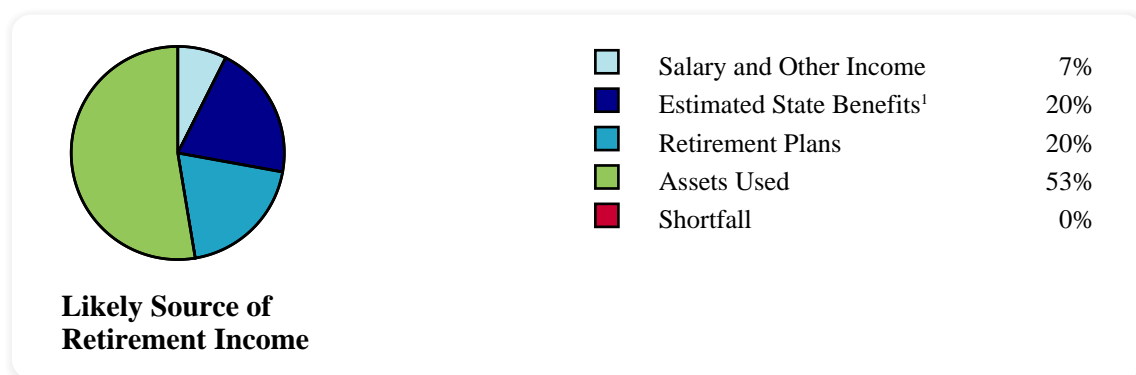 Salary and Other Income 7%
Estimated State Benefits¹ 20%
Retirement Plans 20%
Assets Used 53%
Shortfall 0%
Likely Source of
Retirement Income